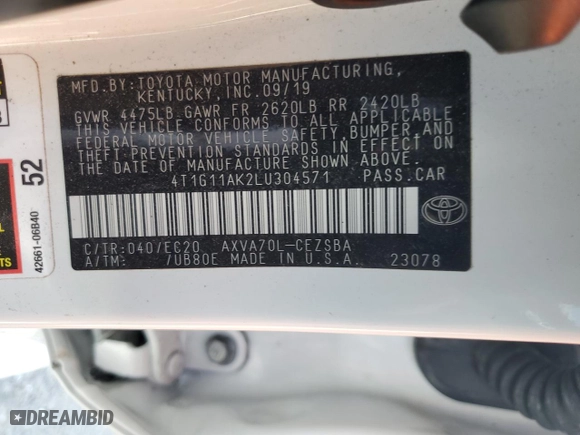 MFD.BY:TOYOTA MOTOR MANUFACTURING,
KENTUCKY, INC.09/19
GVWR 4475LB GAWR FR 2620LB RR 2420LB
THIS VEHICLE CONFORMS TO ALL APPLICABLE
FEDERAL MOTOR VEHICLE SAFETY,BUMPER,AND
THEFT PREVENTION STANDARDS IN EFFECT ON
THE DATE OF MANUFACTURE SHOWN ABOVE.
4T1G11AK2LU304571 PASS.CAR
C/TR:040/EC20 AXVA70L-CEZSBA
A/TM: 7UB80E MADE IN U.S.A. 23078
52
42661-06B40
DREAMBID